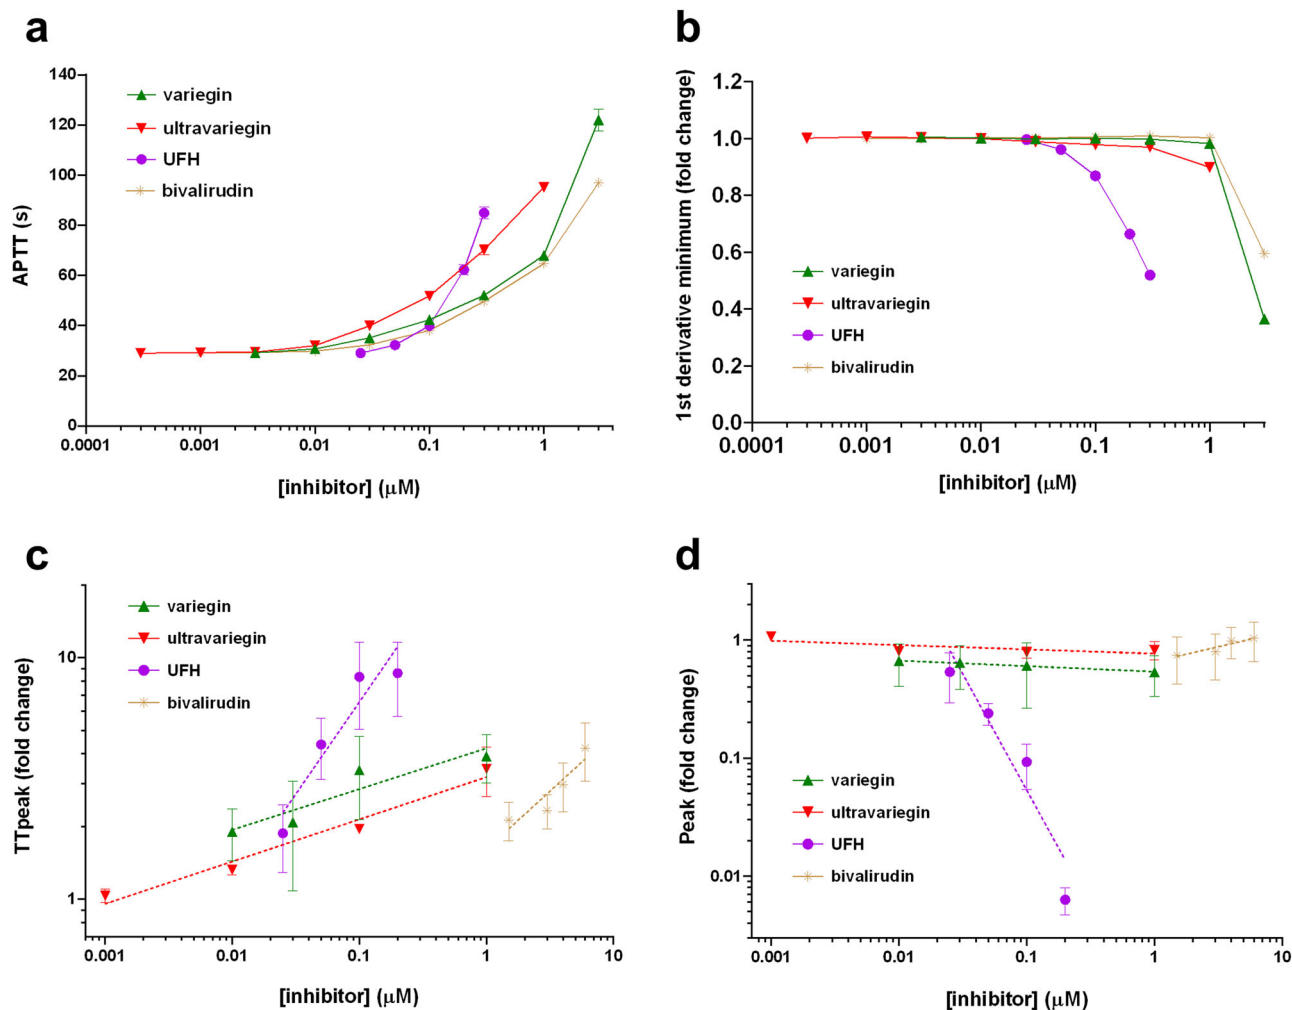 a
140
120
100
80
60
40
20
0
APTT (s)
variegin
ultravariegin
UFH
bivalirudin
0.0001
0.001
0.01
0.1
1
[inhibitor] (μM)
b
1.2
1.0
0.8
0.6
0.4
0.2
0.0
1st derivative minimum (fold change)
variegin
ultravariegin
UFH
bivalirudin
0.0001
0.001
0.01
0.1
1
[inhibitor] (μM)
c
10
1
TTpeak (fold change)
variegin
ultravariegin
UFH
bivalirudin
0.001
0.01
0.1
1
10
[inhibitor] (μM)
d
1
0.1
0.01
Peak (fold change)
variegin
ultravariegin
UFH
bivalirudin
0.001
0.01
0.1
1
10
[inhibitor] (μM)